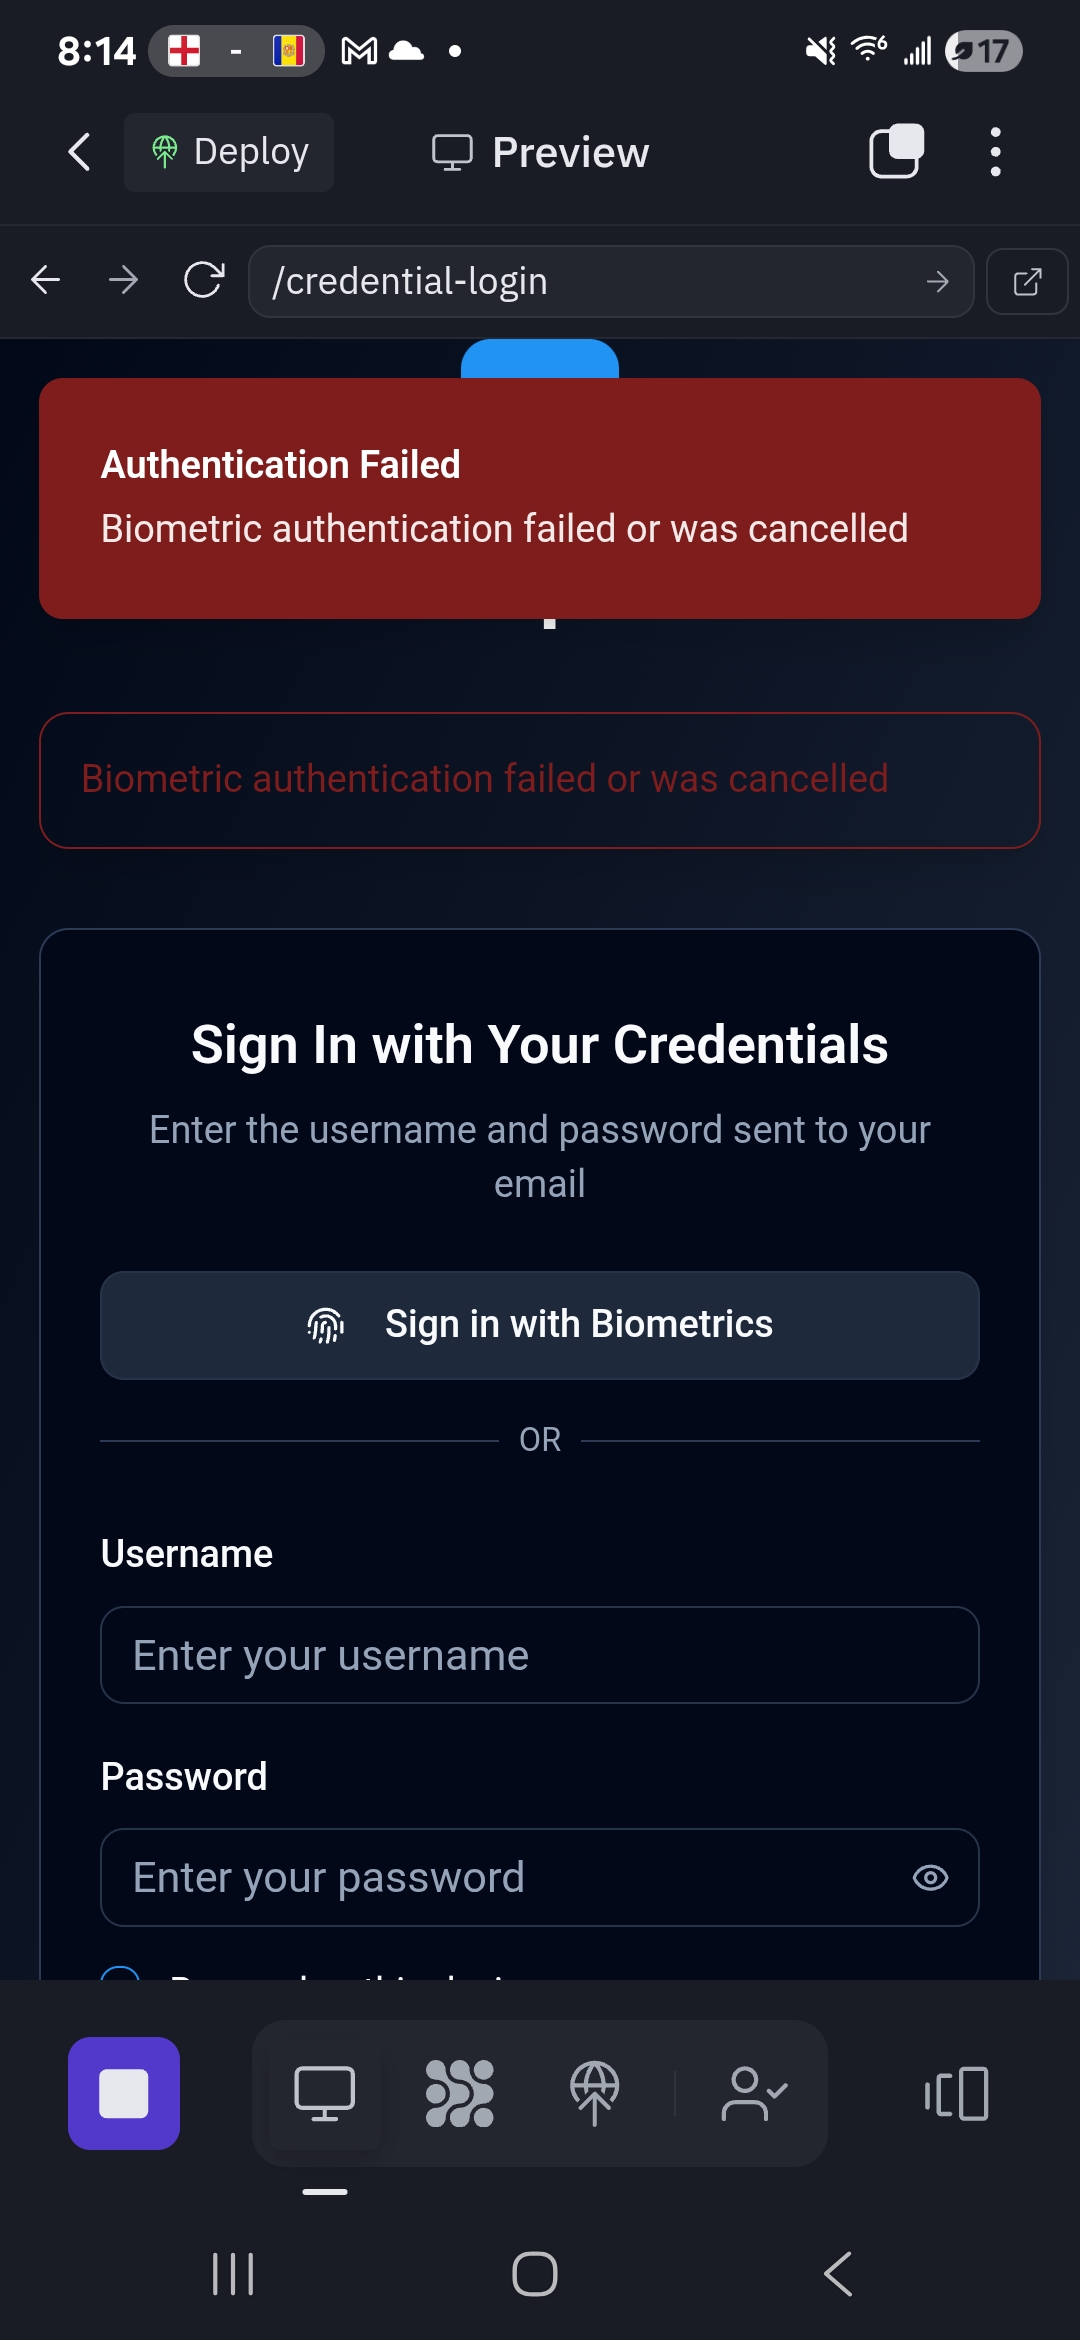 8:14
-
17
Deploy
Preview
/credential-login
Authentication Failed
Biometric authentication failed or was cancelled
Biometric authentication failed or was cancelled
Sign In with Your Credentials
Enter the username and password sent to your
email
Sign in with Biometrics
OR
Username
Enter your username
Password
Enter your password